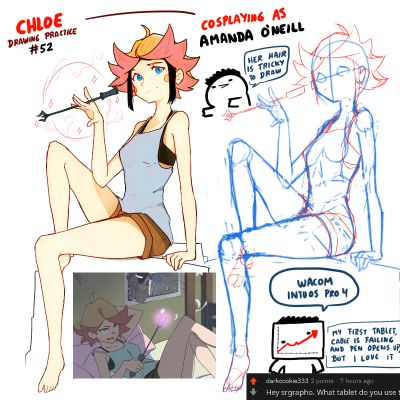 CHLOE
DRAWING PRACTICE
#52
COSPLAYING AS
AMANDA O'NEILL
HER HAIR
IS TRICKY
TO DRAW
WACOM
INTUOS PRO 4
MY FIRST TABLET,
CABLE IS FAILING
AND PEN OPENS UP,
BUT I LOVE IT
darkcookie333 2 points · 7 hours ago
Hey srgrapho. What tablet do you use t